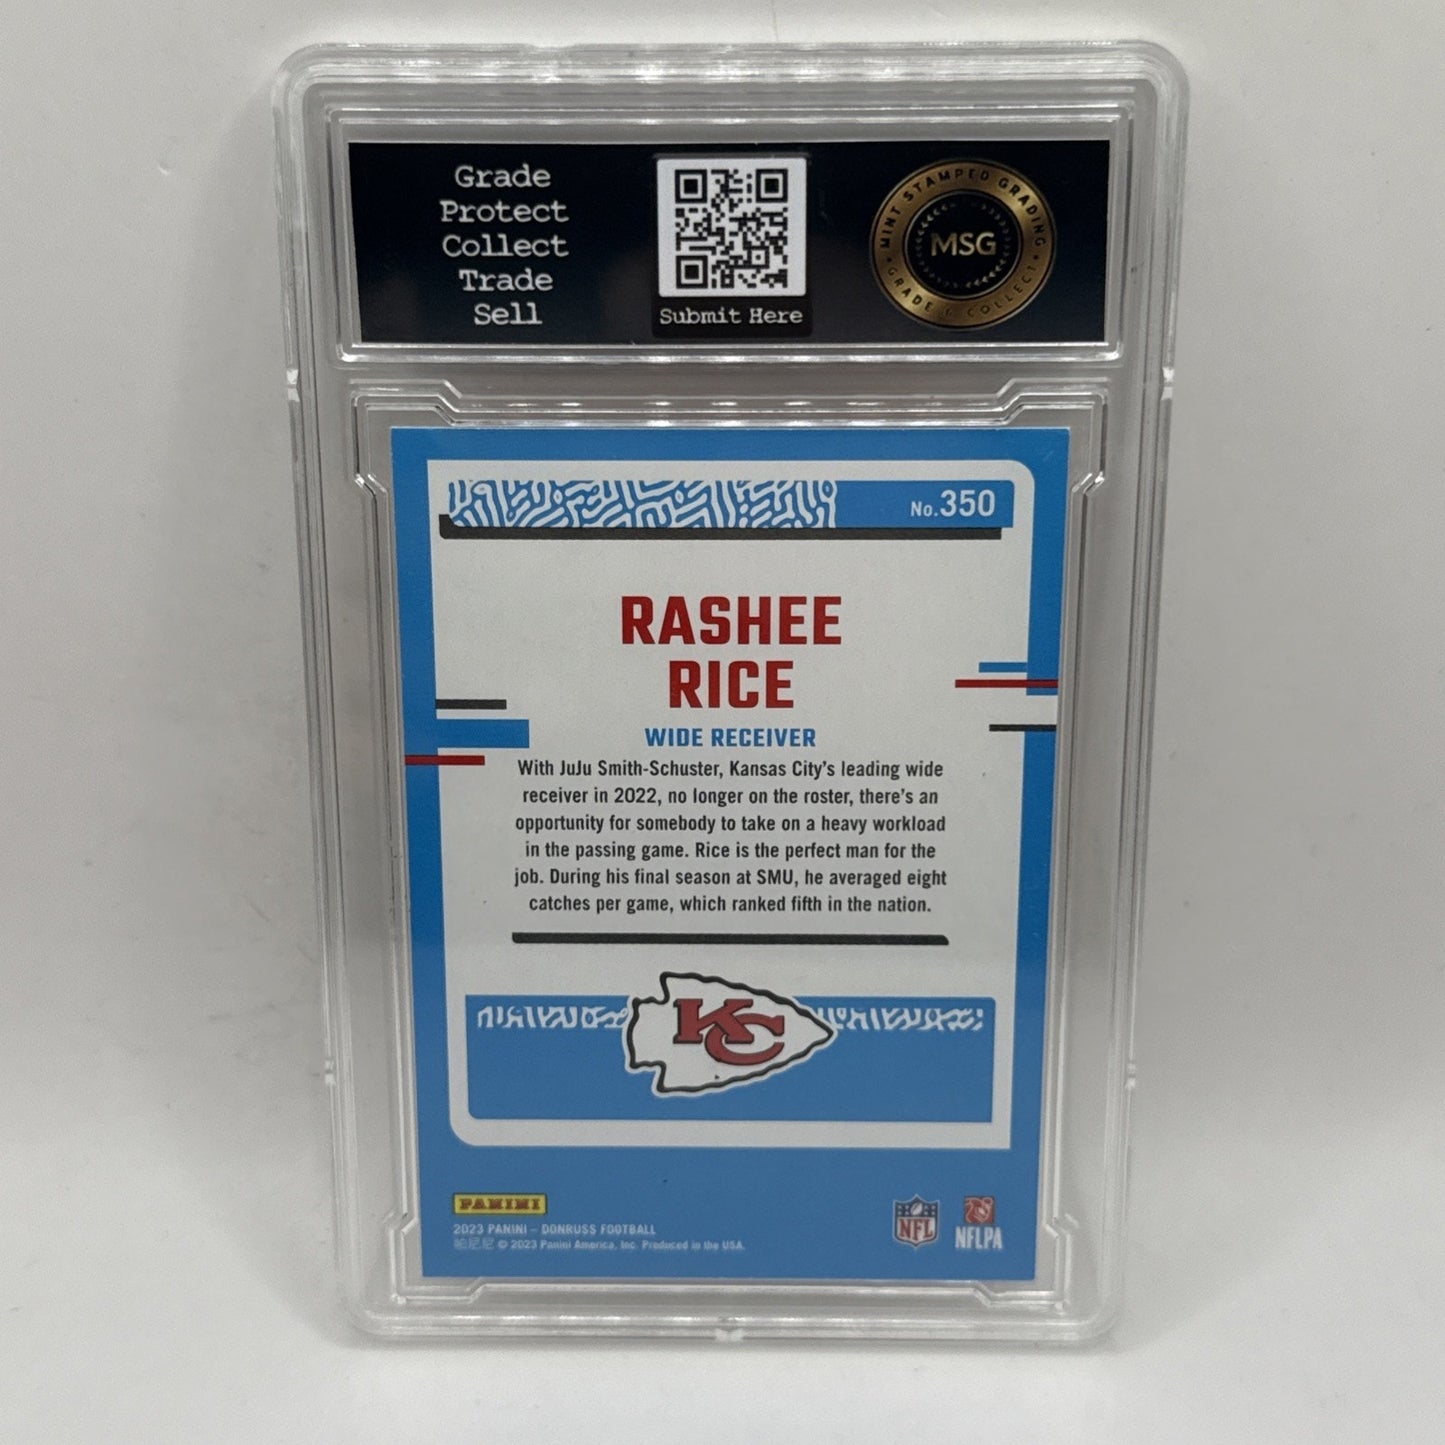 Grade
Protect
Collect
Trade
Sell
Submit Here
MINT STAMPED GRADING
MSG
GRADE & COLLECT
No.350
RASHEE
RICE
WIDE RECEIVER
With JuJu Smith-Schuster, Kansas City's leading wide
receiver in 2022, no longer on the roster, there's an
opportunity for somebody to take on a heavy workload
in the passing game. Rice is the perfect man for the
job. During his final season at SMU, he averaged eight
catches per game, which ranked fifth in the nation.
KC
PANINI
2023 PANINI – DONRUSS FOOTBALL
© 2023 Panini America, Inc. Produced in the USA.
NFL
NFLPA